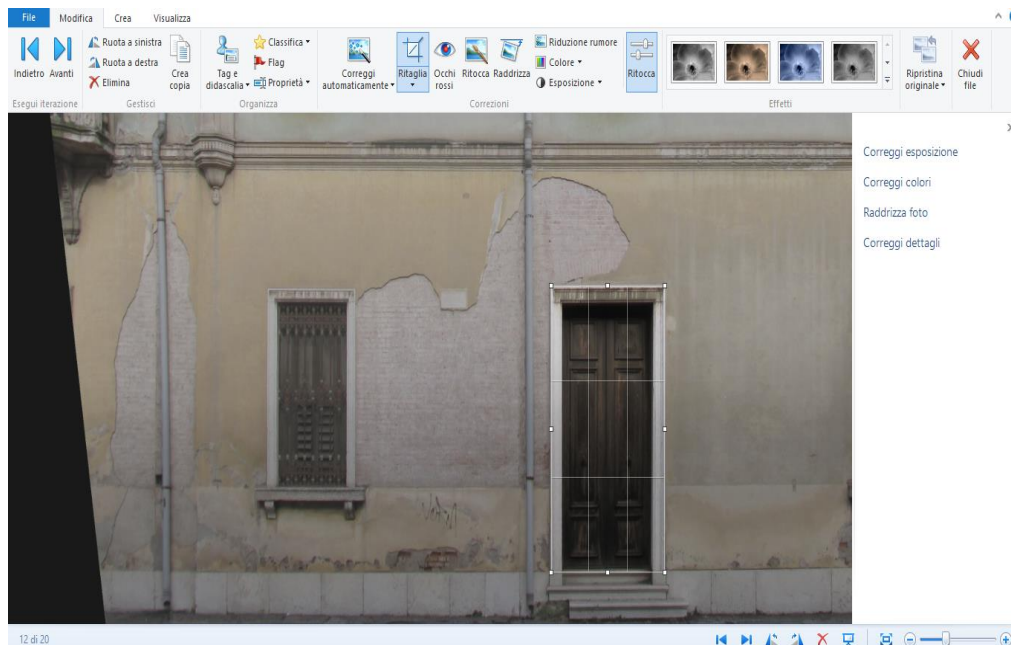 File Modifica Crea Visualizza
Indietro Avanti
Ruota a sinistra
Ruota a destra
Elimina
Crea copia
Tag e didascalia
Classifica
Flag
Proprietà
Correggi automaticamente
Ritaglia
Occhi rossi
Ritocca
Raddrizza
Riduzione rumore
Colore
Esposizione
Ritocca
Ripristina originale
Chiudi file
Esegui iterazione Gestisci Organizza Correzioni Effetti
Correggi esposizione
Correggi colori
Raddrizza foto
Correggi dettagli
12 di 20